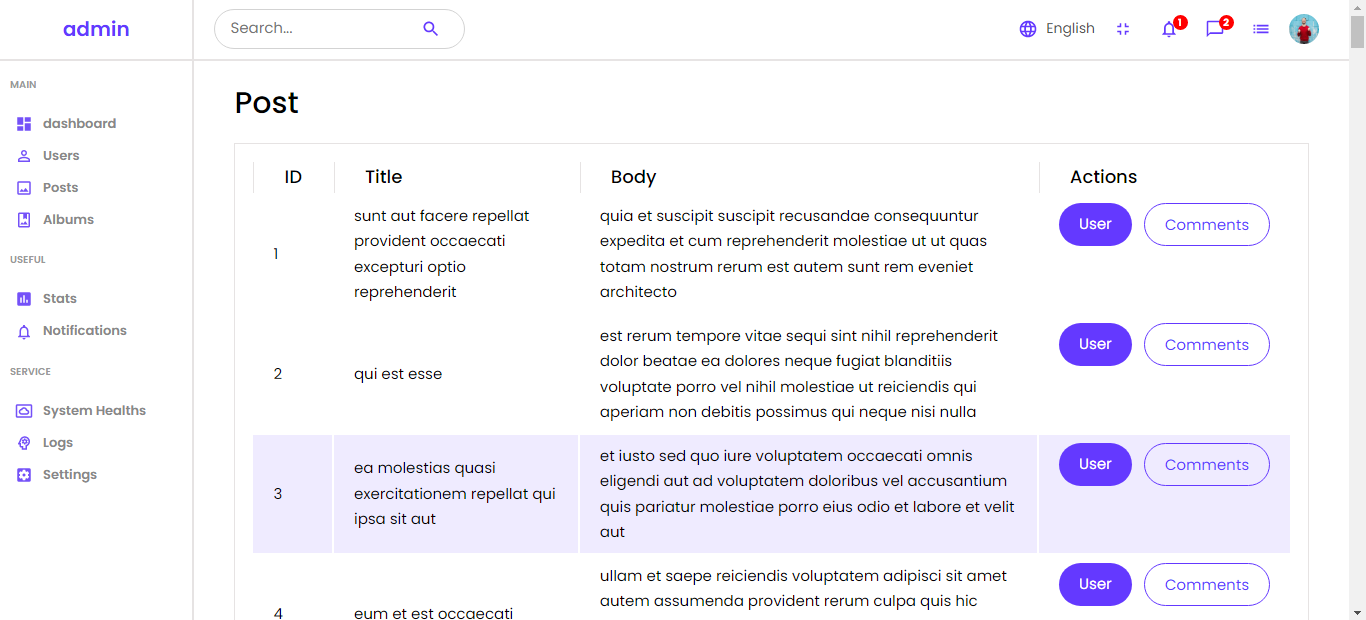 admin
Search...
English
1
2
MAIN
dashboard
Users
Posts
Albums
USEFUL
Stats
Notifications
SERVICE
System Healths
Logs
Settings
Post
ID Title Body Actions
1
sunt aut facere repellat
provident occaecati
excepturi optio
reprehenderit
quia et suscipit suscipit recusandae consequuntur
expedita et cum reprehenderit molestiae ut ut quas
totam nostrum rerum est autem sunt rem eveniet
architecto
User Comments
2
qui est esse
est rerum tempore vitae sequi sint nihil reprehenderit
dolor beatae ea dolores neque fugiat blanditiis
voluptate porro vel nihil molestiae ut reiciendis qui
aperiam non debitis possimus qui neque nisi nulla
User Comments
3
ea molestias quasi
exercitationem repellat qui
ipsa sit aut
et iusto sed quo iure voluptatem occaecati omnis
eligendi aut ad voluptatem doloribus vel accusantium
quis pariatur molestiae porro eius odio et labore et velit
aut
User Comments
4
eum et est occaecati
ullam et saepe reiciendis voluptatem adipisci sit amet
autem assumenda provident rerum culpa quis hic
User Comments